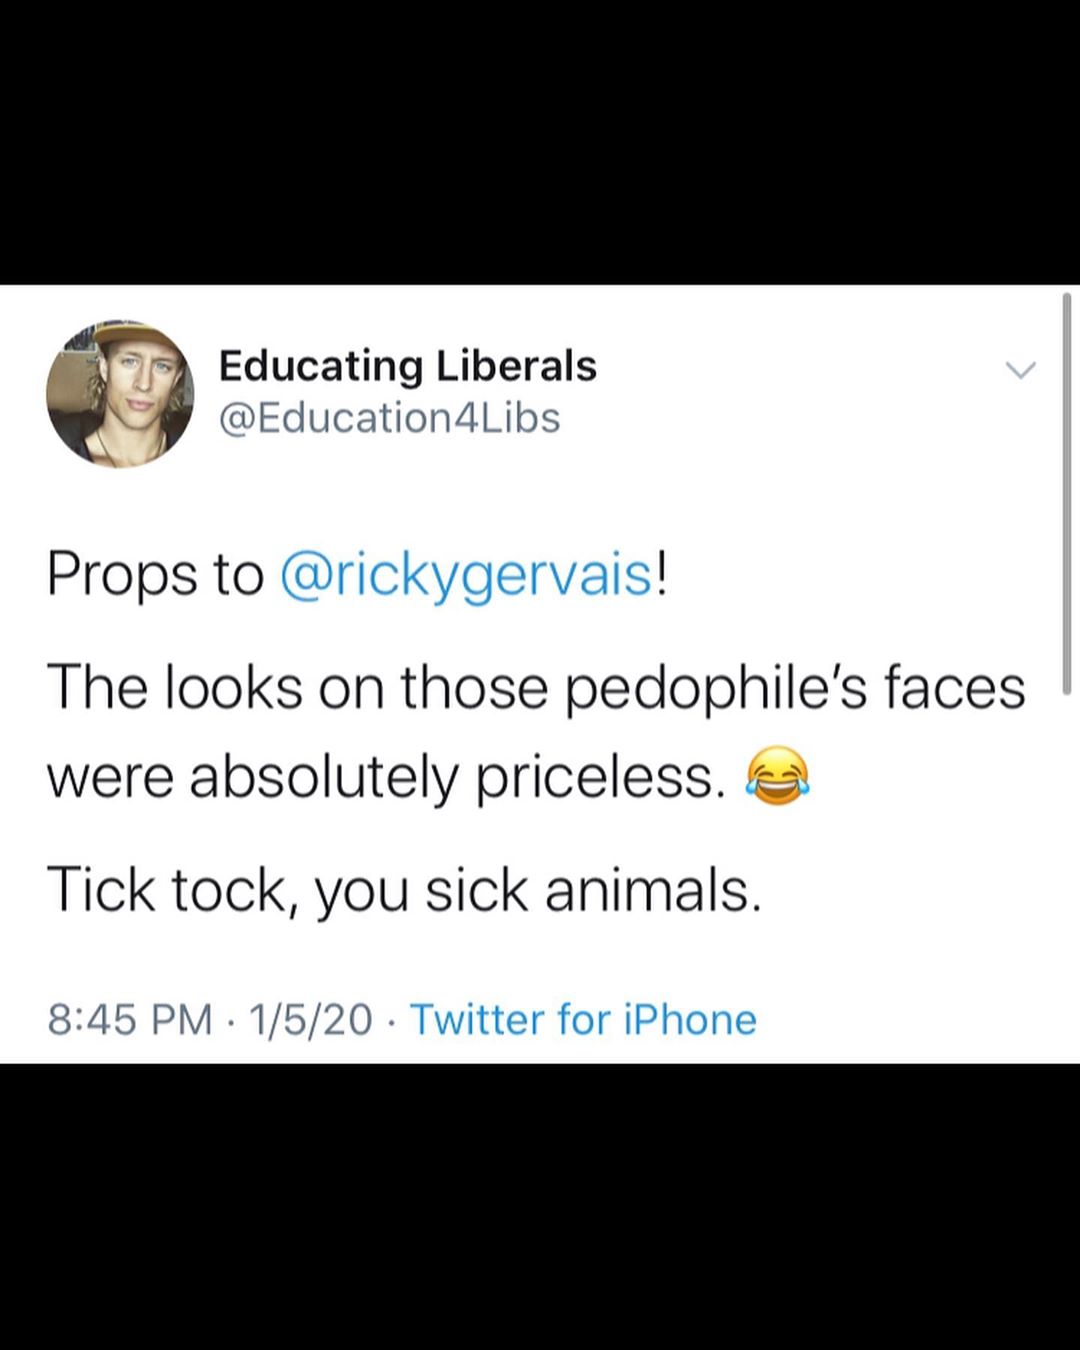 Educating Liberals
@Education4Libs
Props to @rickygervais!
The looks on those pedophile's faces
were absolutely priceless. 😂
Tick tock, you sick animals.
8:45 PM · 1/5/20 · Twitter for iPhone